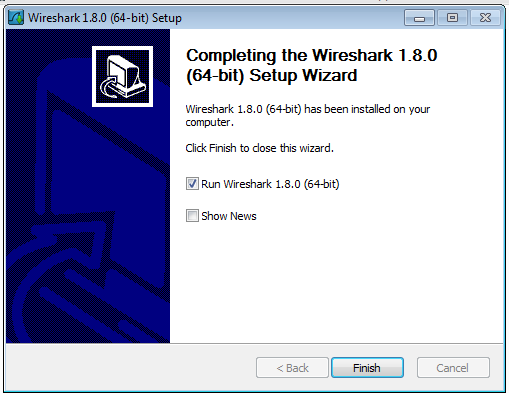 Wireshark 1.8.0 (64-bit) Setup
Completing the Wireshark 1.8.0
(64-bit) Setup Wizard
Wireshark 1.8.0 (64-bit) has been installed on your
computer.
Click Finish to close this wizard.
Run Wireshark 1.8.0 (64-bit)
Show News
< Back
Finish
Cancel